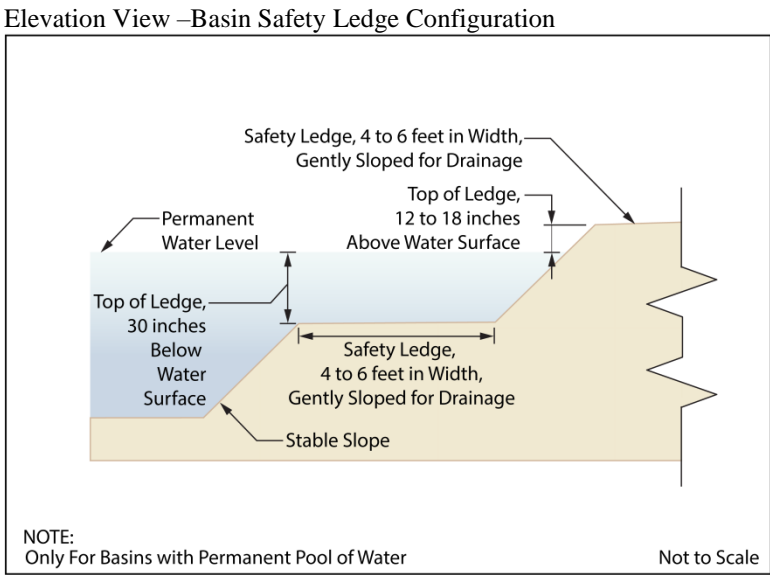 Elevation View –Basin Safety Ledge Configuration
Safety Ledge, 4 to 6 feet in Width,
Gently Sloped for Drainage
Top of Ledge,
12 to 18 inches
Above Water Surface
Permanent
Water Level
Top of Ledge,
30 inches
Below
Water
Surface
Safety Ledge,
4 to 6 feet in Width,
Gently Sloped for Drainage
Stable Slope
NOTE:
Only For Basins with Permanent Pool of Water
Not to Scale